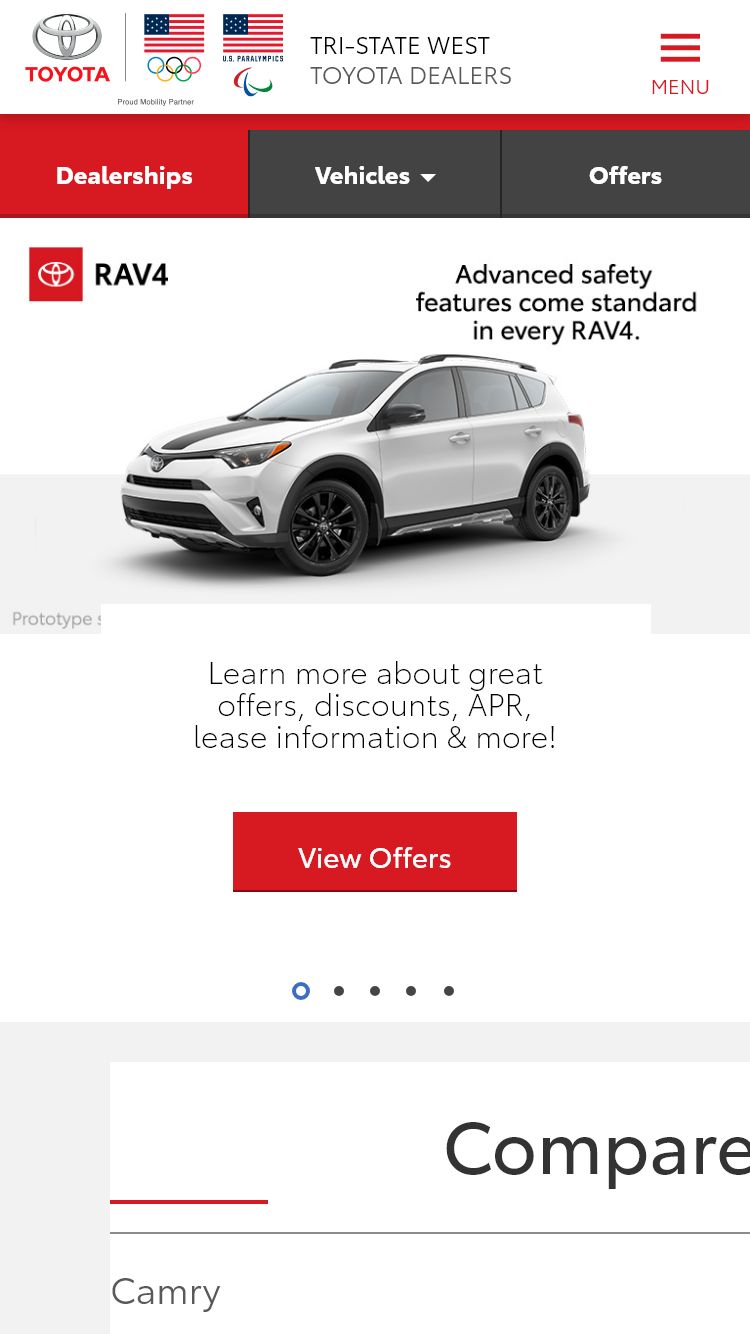 TOYOTA
U.S. PARALYMPICS
Proud Mobility Partner
TRI-STATE WEST
TOYOTA DEALERS
MENU
Dealerships
Vehicles
Offers
RAV4
Advanced safety
features come standard
in every RAV4.
Prototype
Learn more about great
offers, discounts, APR,
lease information & more!
View Offers
Compare
Camry